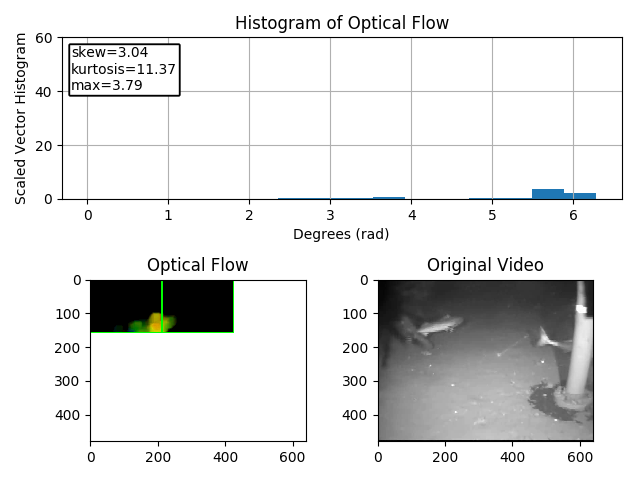 Histogram of Optical Flow
Scaled Vector Histogram
60
40
20
0
skew=3.04
kurtosis=11.37
max=3.79
0 1 2 3 4 5 6
Degrees (rad)
Optical Flow
0
100
200
300
400
0 200 400 600
Original Video
0
100
200
300
400
0 200 400 600